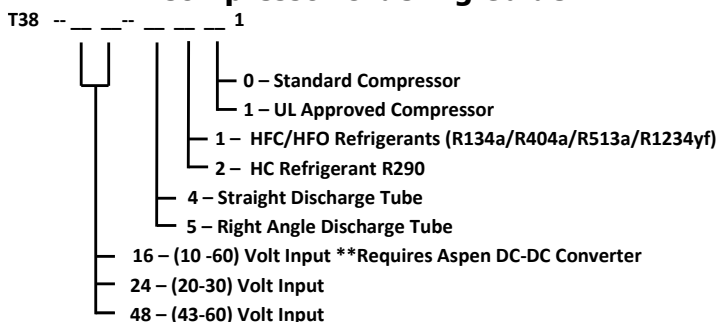 T38 -- __ __-- __ __ __ 1
0 – Standard Compressor
1 – UL Approved Compressor
1 – HFC/HFO Refrigerants (R134a/R404a/R513a/R1234yf)
2 – HC Refrigerant R290
4 – Straight Discharge Tube
5 – Right Angle Discharge Tube
16 – (10 -60) Volt Input **Requires Aspen DC-DC Converter
24 – (20-30) Volt Input
48 – (43-60) Volt Input